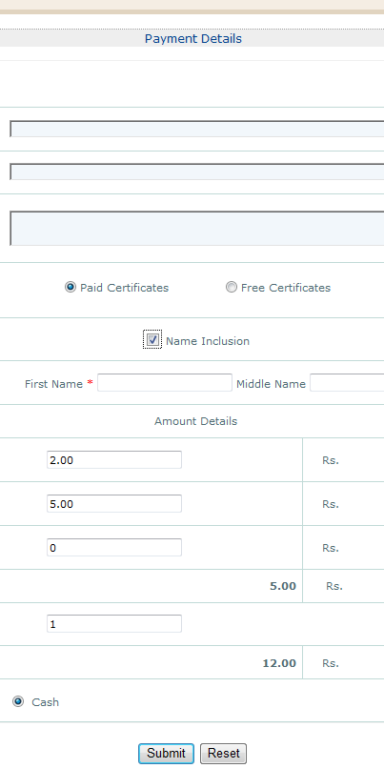 Payment Details
Paid Certificates Free Certificates
Name Inclusion
First Name * Middle Name
Amount Details
2.00 Rs.
5.00 Rs.
0 Rs.
5.00 Rs.
1
12.00 Rs.
Cash
Submit Reset